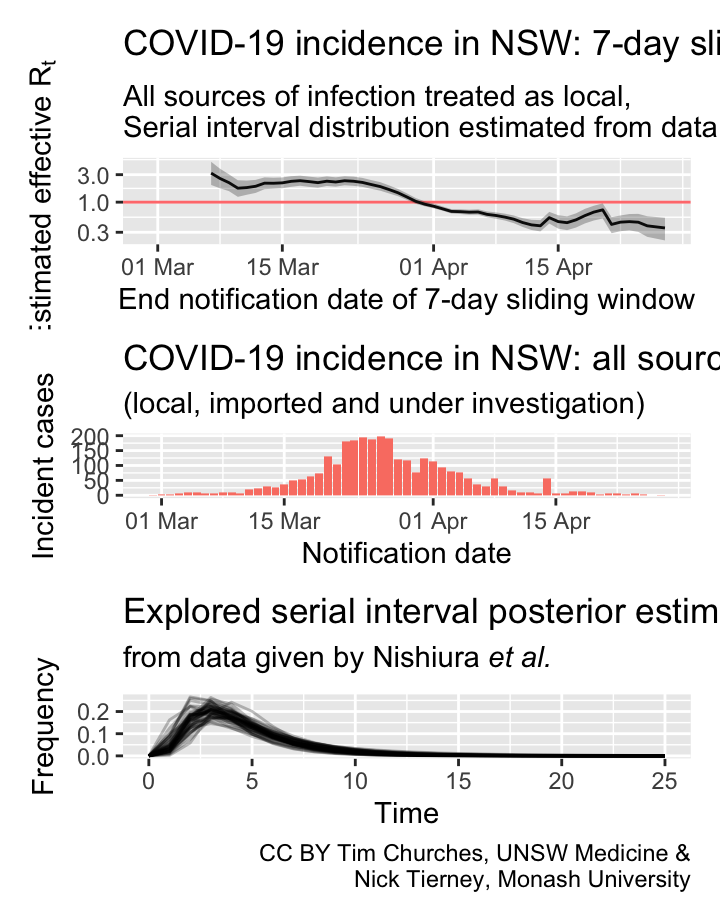 COVID-19 incidence in NSW: 7-day sli
All sources of infection treated as local,
Serial interval distribution estimated from data
stimated effective Rt
3.0
1.0
0.3
01 Mar 15 Mar 01 Apr 15 Apr
End notification date of 7-day sliding window
COVID-19 incidence in NSW: all sourc
(local, imported and under investigation)
Incident cases
200
150
100
50
0
01 Mar 15 Mar 01 Apr 15 Apr
Notification date
Explored serial interval posterior estim
from data given by Nishiura et al.
Frequency
0.2
0.1
0.0
0 5 10 15 20 25
Time
CC BY Tim Churches, UNSW Medicine &
Nick Tierney, Monash University